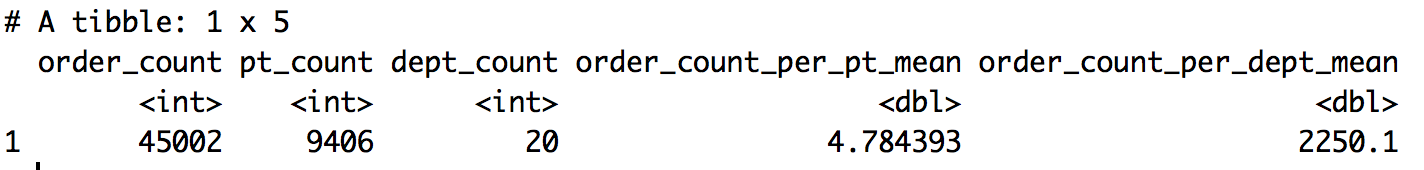 # A tibble: 1 x 5
order_count pt_count dept_count order_count_per_pt_mean order_count_per_dept_mean
<int> <int> <int> <dbl> <dbl>
1 45002 9406 20 4.784393 2250.1